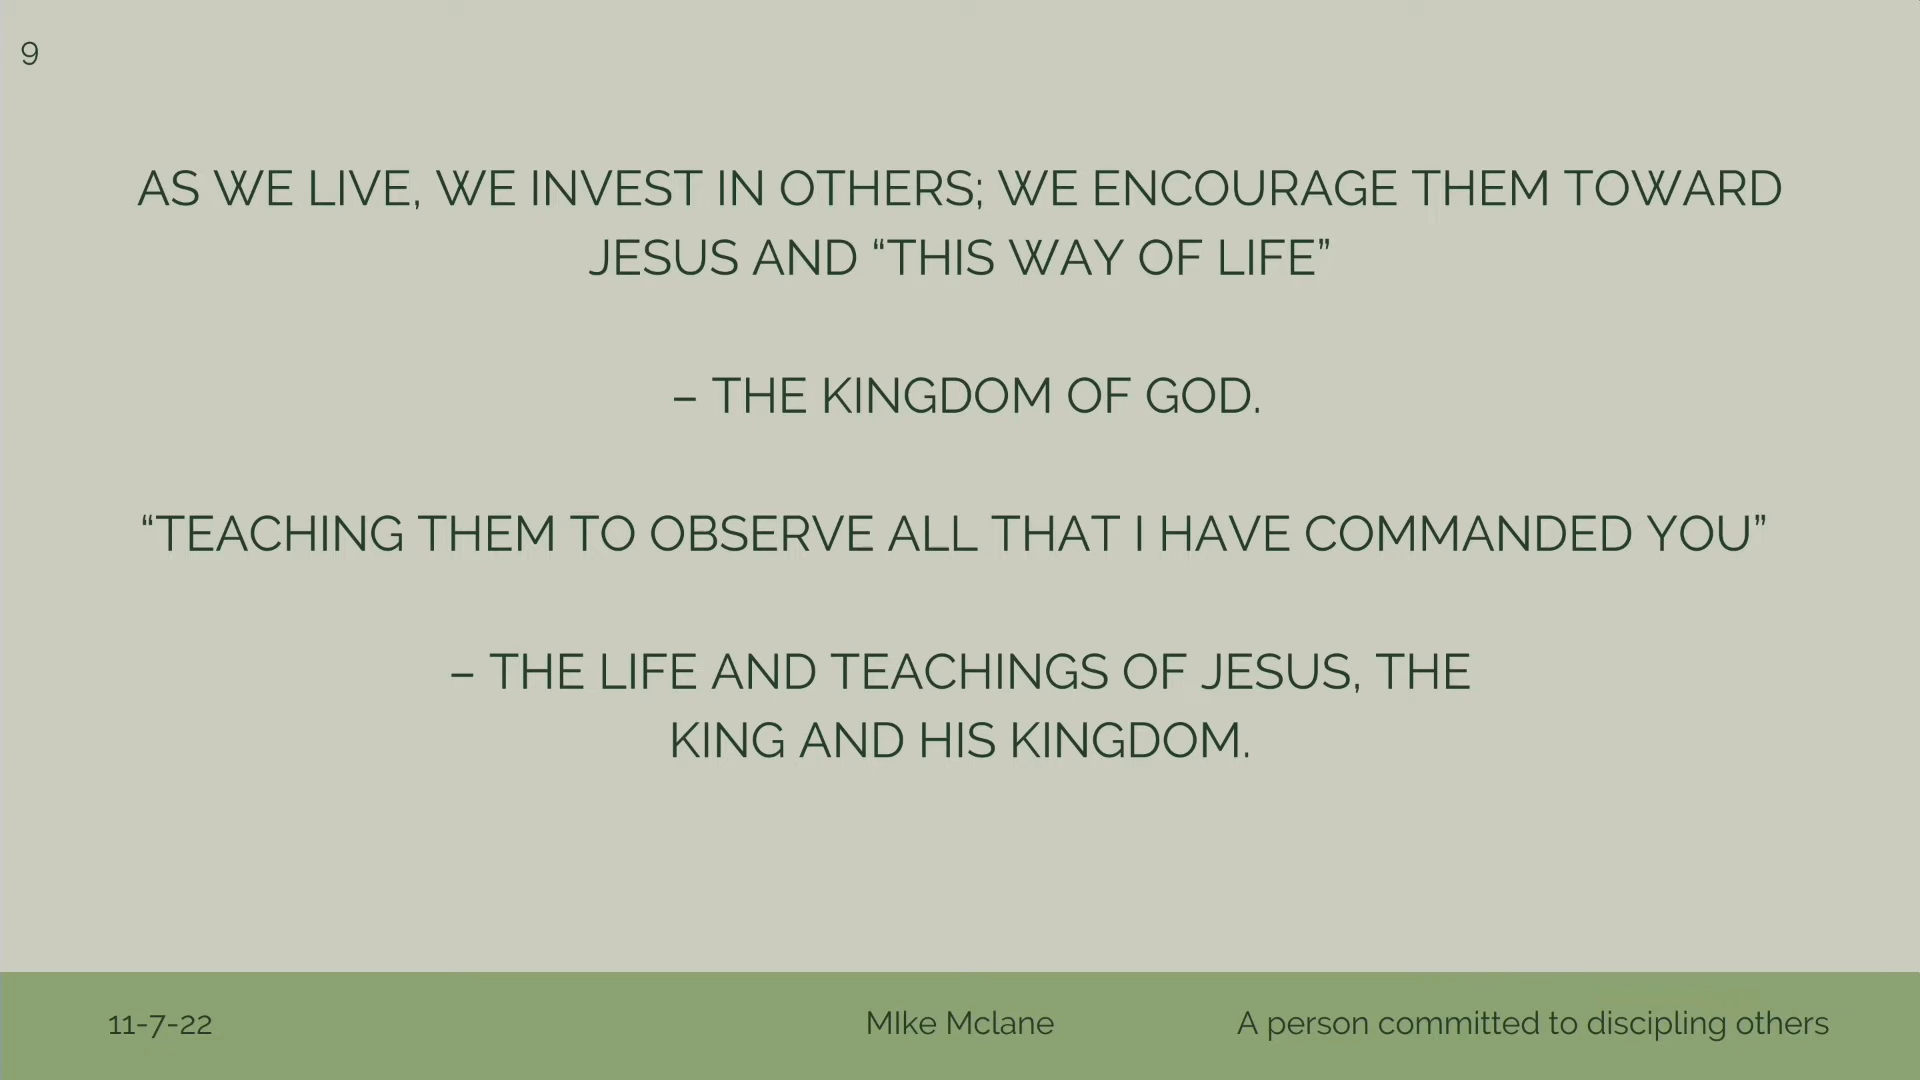 9
AS WE LIVE, WE INVEST IN OTHERS; WE ENCOURAGE THEM TOWARD
JESUS AND “THIS WAY OF LIFE”
– THE KINGDOM OF GOD.
“TEACHING THEM TO OBSERVE ALL THAT I HAVE COMMANDED YOU”
– THE LIFE AND TEACHINGS OF JESUS, THE
KING AND HIS KINGDOM.
11-7-22
MIke Mclane
A person committed to discipling others